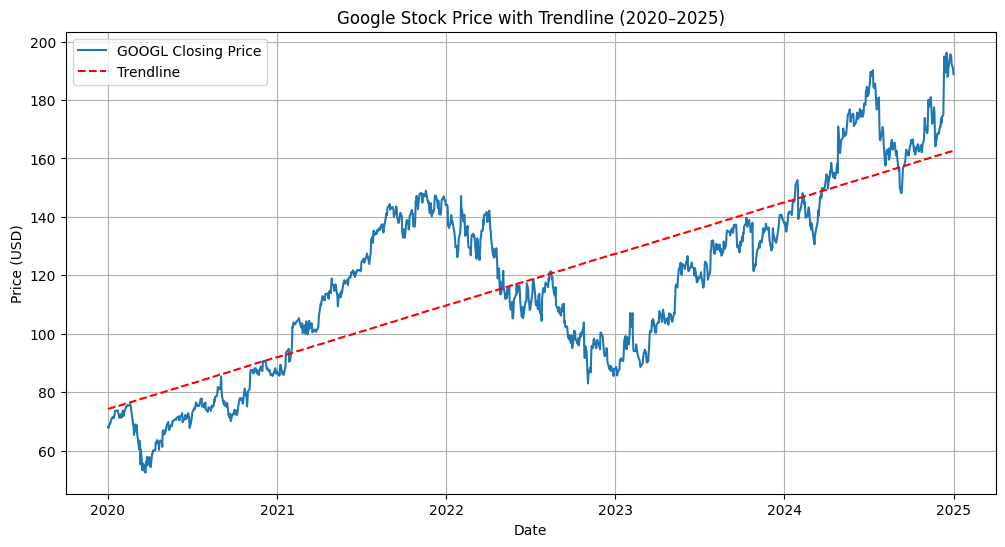 Google Stock Price with Trendline (2020–2025)
GOOGL Closing Price
Trendline
200
180
160
140
120
100
80
60
Price (USD)
2020 2021 2022 2023 2024 2025
Date